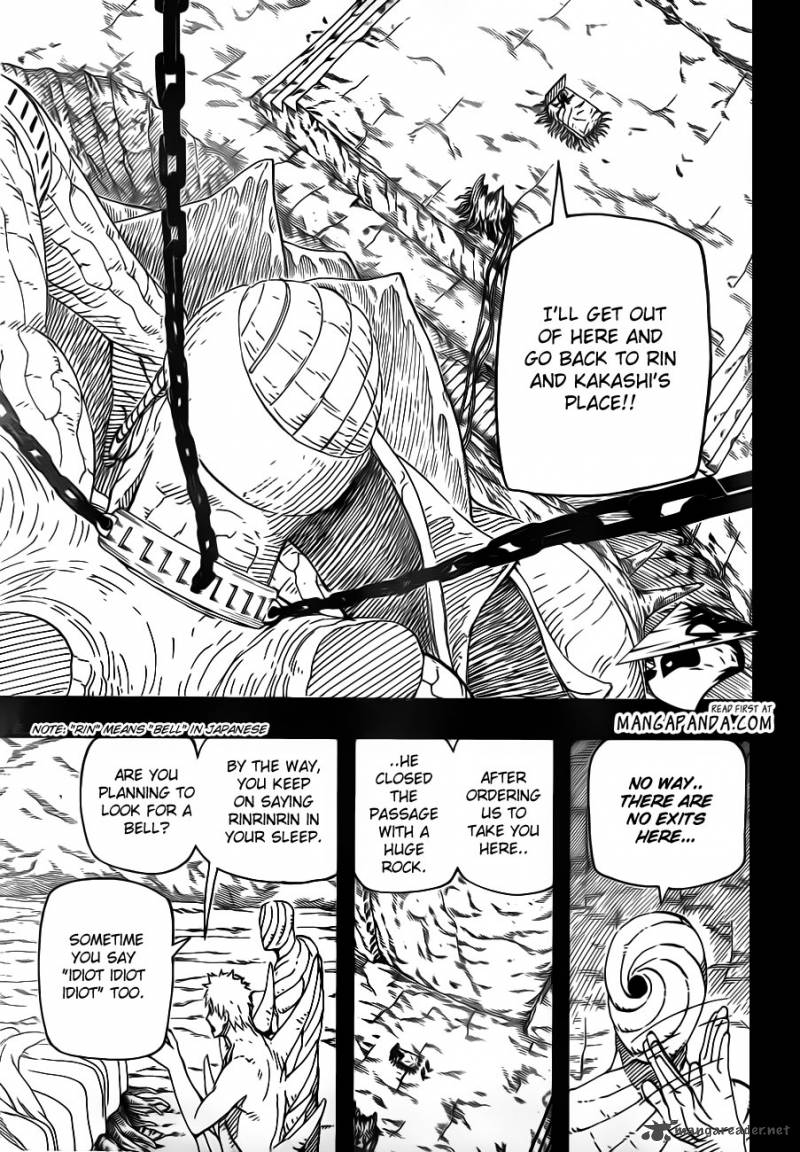 I'LL GET OUT
OF HERE AND
GO BACK TO RIN
AND KAKASHI'S
PLACE!!
READ FIRST AT
MANGAPANDA.COM
NO WAY..
THERE ARE
NO EXITS
HERE...
AFTER
ORDERING
US TO
TAKE YOU
HERE..
..HE
CLOSED
THE
PASSAGE
WITH A
HUGE
ROCK.
NOTE: "RIN" MEANS "BELL" IN JAPANESE
BY THE WAY,
YOU KEEP
ON SAYING
RINRINRIN IN
YOUR SLEEP.
ARE YOU
PLANNING TO
LOOK FOR A
BELL?
SOMETIME
YOU SAY
"IDIOT IDIOT
IDIOT" TOO.
mangareader.net